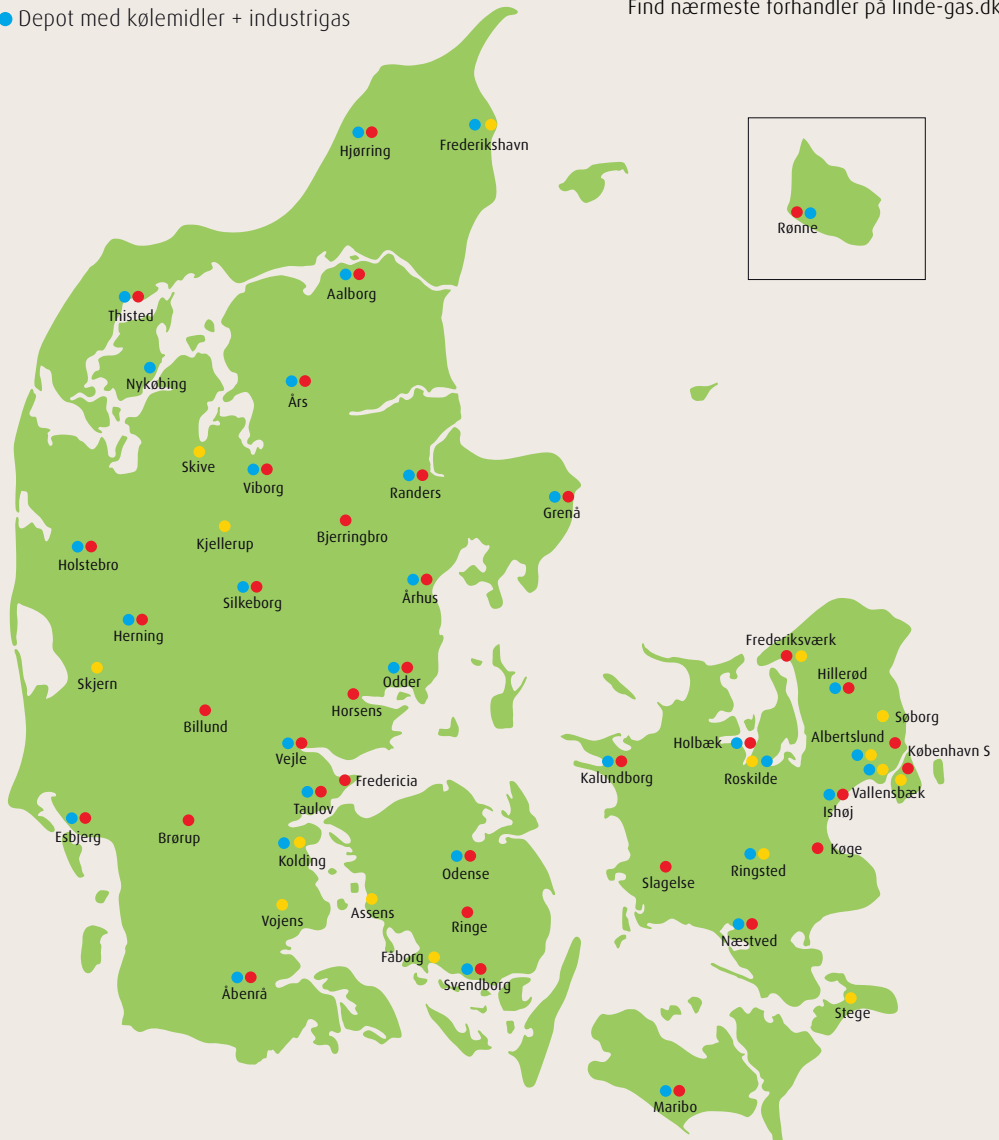 Depot med kølemidler + industrigas
Find nærmeste forhandler på linde-gas.dk
Hjørring
Frederikshavn
Rønne
Aalborg
Thisted
Nykøbing
Års
Skive
Viborg
Randers
Grenå
Kjellerup
Bjerringbro
Holstebro
Silkeborg
Århus
Herning
Skjern
Odder
Horsens
Billund
Vejle
Fredericia
Taulov
Esbjerg
Brørup
Kolding
Vojens
Assens
Odense
Ringe
Fåborg
Svendborg
Åbenrå
Frederiksværk
Hillerød
Søborg
Albertslund
København S
Holbæk
Kalundborg
Roskilde
Vallensbæk
Ishøj
Køge
Ringsted
Slagelse
Næstved
Stege
Maribo